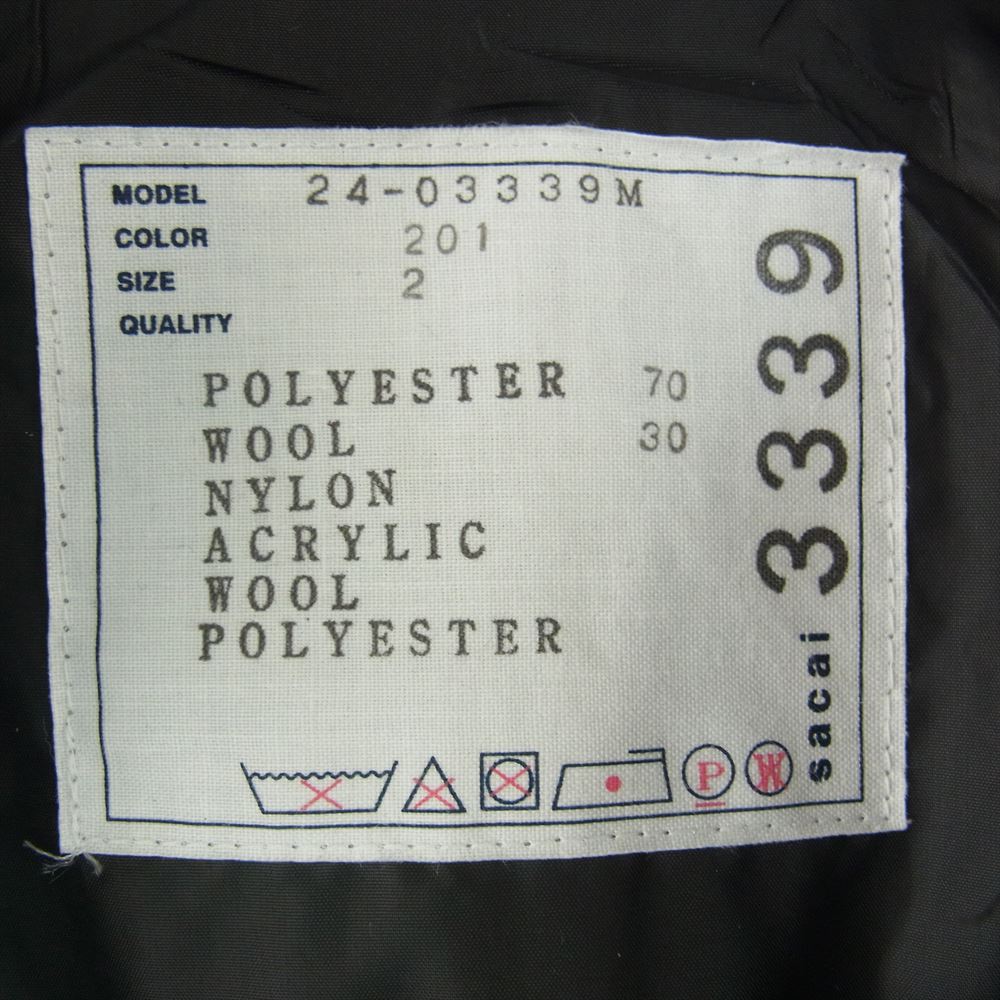 MODEL 24-03339M
COLOR 201
SIZE 2
QUALITY
POLYESTER 70
WOOL 30
NYLON
ACRYLIC
WOOL
POLYESTER
P W
sacai 3339